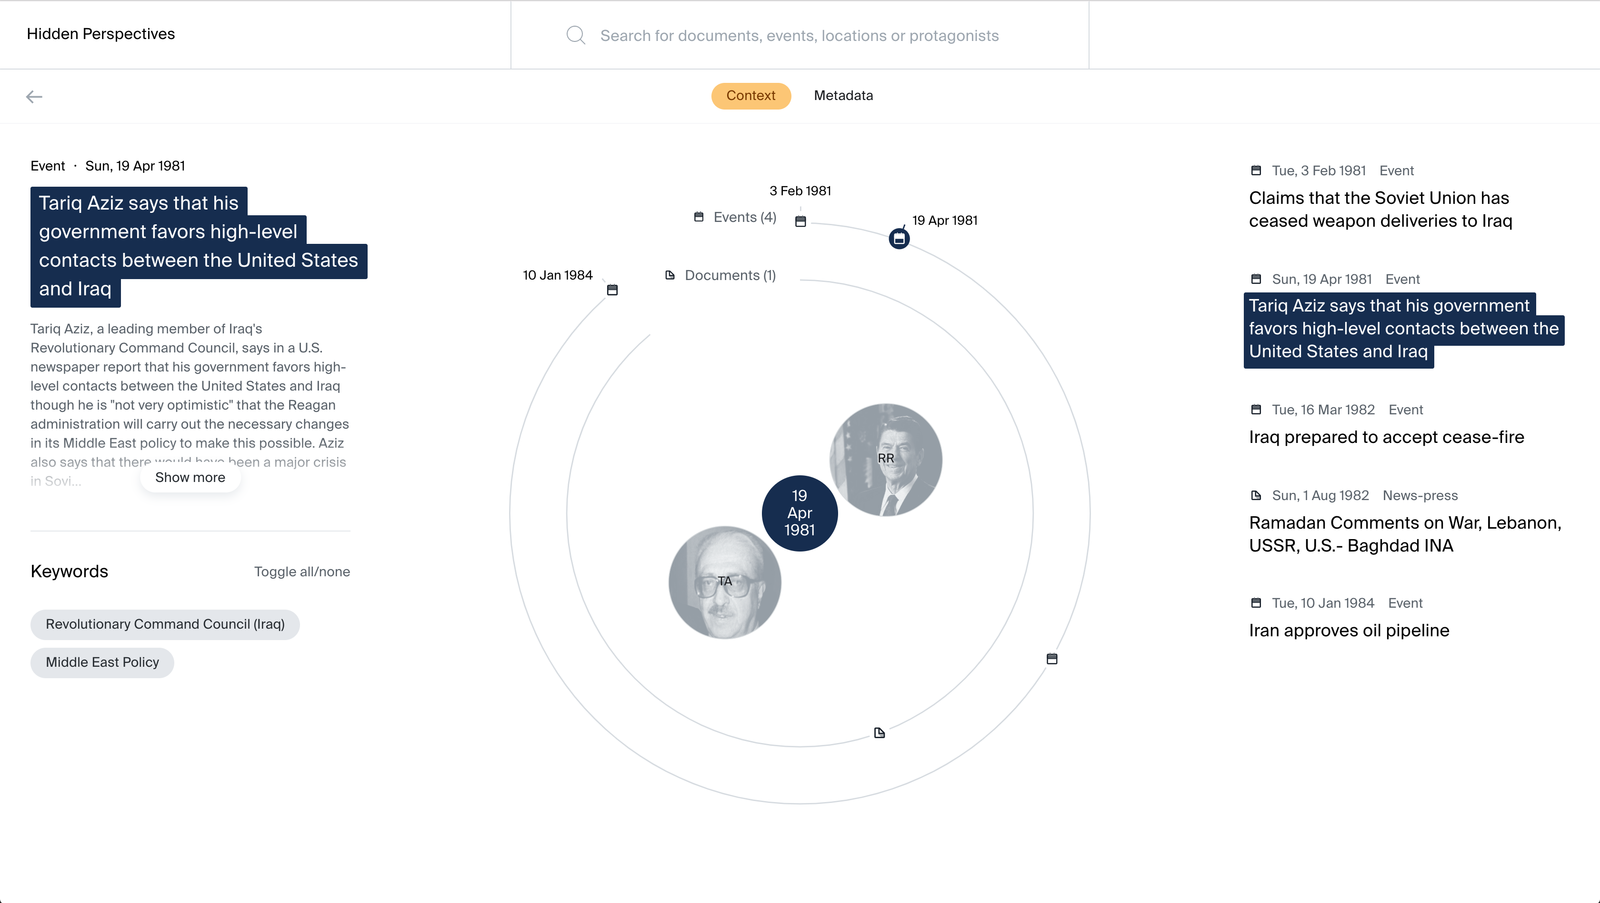 Hidden Perspectives
Search for documents, events, locations or protagonists
Context
Metadata
Event · Sun, 19 Apr 1981
Tariq Aziz says that his
government favors high-level
contacts between the United States
and Iraq
Tariq Aziz, a leading member of Iraq's
Revolutionary Command Council, says in a U.S.
newspaper report that his government favors high-
level contacts between the United States and Iraq
though he is "not very optimistic" that the Reagan
administration will carry out the necessary changes
in its Middle East policy to make this possible. Aziz
also says that there would have been a major crisis
in Sovi...
Show more
Keywords
Toggle all/none
Revolutionary Command Council (Iraq)
Middle East Policy
3 Feb 1981
Events (4)
19 Apr 1981
10 Jan 1984
Documents (1)
RR
19
Apr
1981
TA
Tue, 3 Feb 1981 Event
Claims that the Soviet Union has
ceased weapon deliveries to Iraq
Sun, 19 Apr 1981 Event
Tariq Aziz says that his government
favors high-level contacts between the
United States and Iraq
Tue, 16 Mar 1982 Event
Iraq prepared to accept cease-fire
Sun, 1 Aug 1982 News-press
Ramadan Comments on War, Lebanon,
USSR, U.S.- Baghdad INA
Tue, 10 Jan 1984 Event
Iran approves oil pipeline